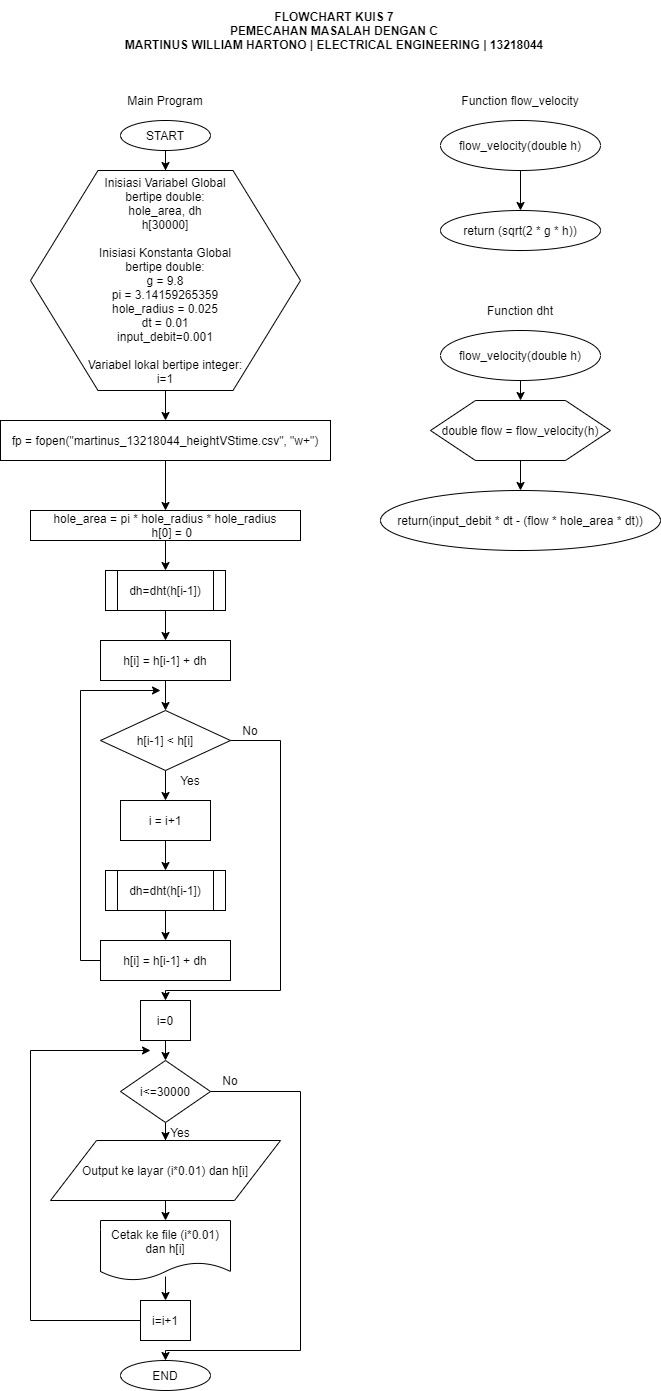 FLOWCHART KUIS 7
PEMECAHAN MASALAH DENGAN C
MARTINUS WILLIAM HARTONO | ELECTRICAL ENGINEERING | 13218044
Main Program
START
Inisiasi Variabel Global
bertipe double:
hole_area, dh
h[30000]
Inisiasi Konstanta Global
bertipe double:
g = 9.8
pi = 3.14159265359
hole_radius = 0.025
dt = 0.01
input_debit=0.001
Variabel lokal bertipe integer:
i=1
fp = fopen("martinus_13218044_heightVStime.csv", "w+")
hole_area = pi * hole_radius * hole_radius
h[0] = 0
dh=dht(h[i-1])
h[i] = h[i-1] + dh
h[i-1] < h[i]
No
Yes
i = i+1
dh=dht(h[i-1])
h[i] = h[i-1] + dh
i=0
i<=30000
No
Yes
Output ke layar (i*0.01) dan h[i]
Cetak ke file (i*0.01)
dan h[i]
i=i+1
END
Function flow_velocity
flow_velocity(double h)
return (sqrt(2 * g * h))
Function dht
flow_velocity(double h)
double flow = flow_velocity(h)
return(input_debit * dt - (flow * hole_area * dt))